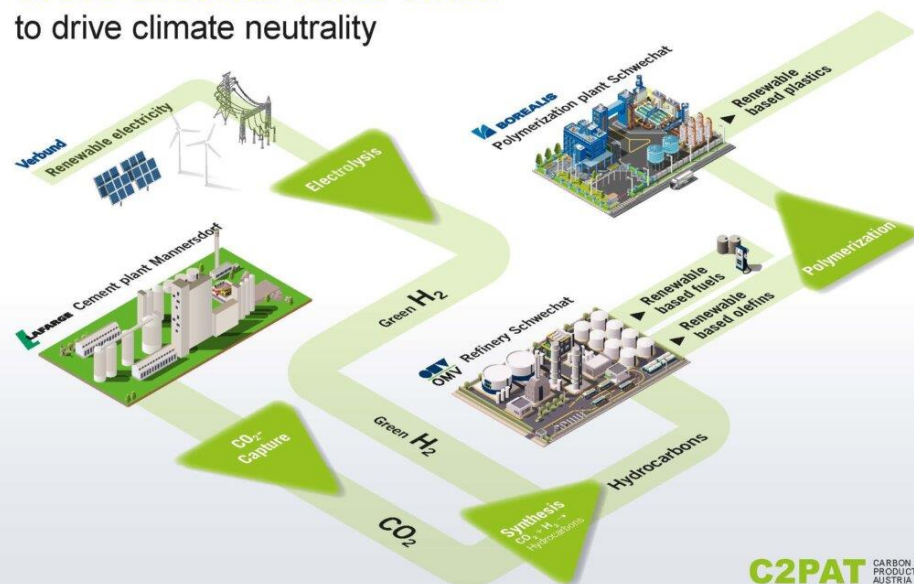 to drive climate neutrality
Verbund
Renewable electricity
Electrolysis
BOREALIS
Polymerization plant Schwechat
Renewable
based plastics
LAFARGE Cement plant Mannersdorf
Green H₂
Polymerization
Renewable
based fuels
Renewable
based olefins
OMV
OMV Refinery Schwechat
CO₂-
Capture
Green H₂
Hydrocarbons
Synthesis
CO₂ + H₂ →
Hydrocarbons
CO₂
C2PAT CARBON
PRODUCT
AUSTRIA